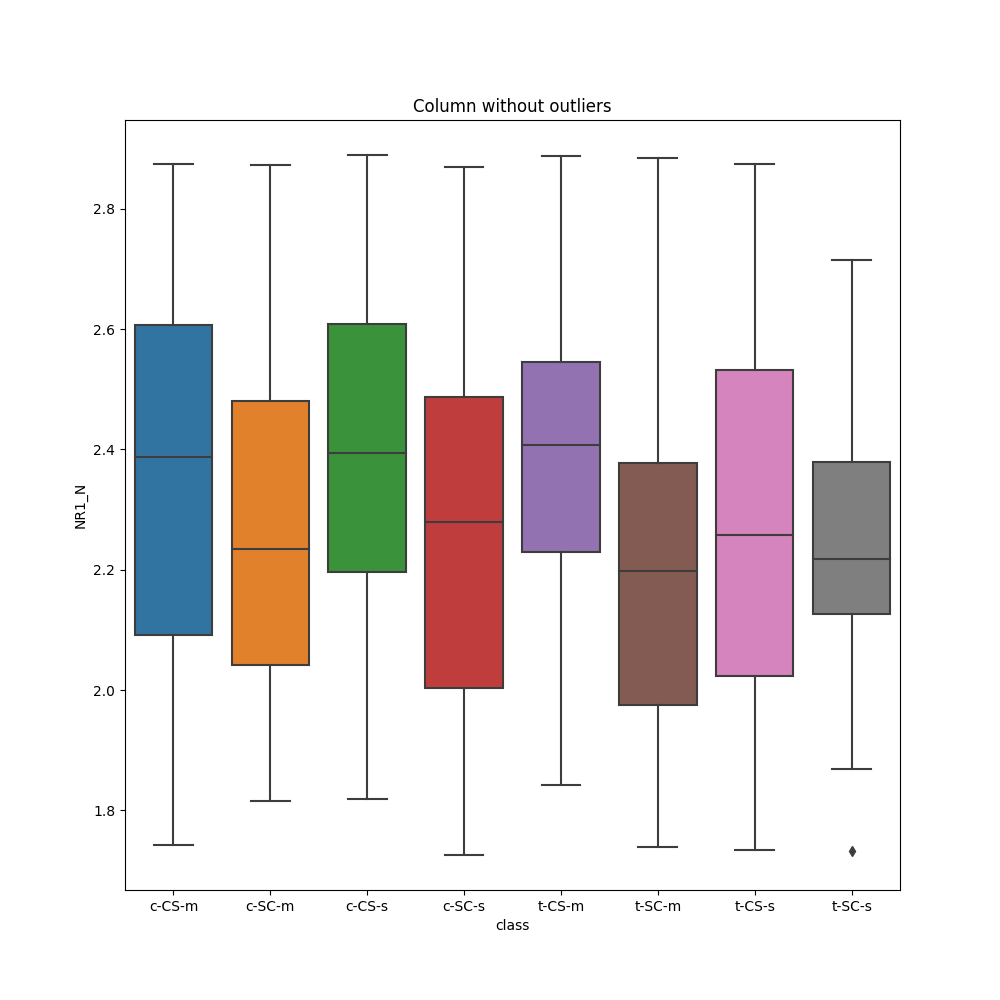 Column without outliers
NR1_N
2.8
2.6
2.4
2.2
2.0
1.8
c-CS-m c-SC-m c-CS-s c-SC-s t-CS-m t-SC-m t-CS-s t-SC-s
class